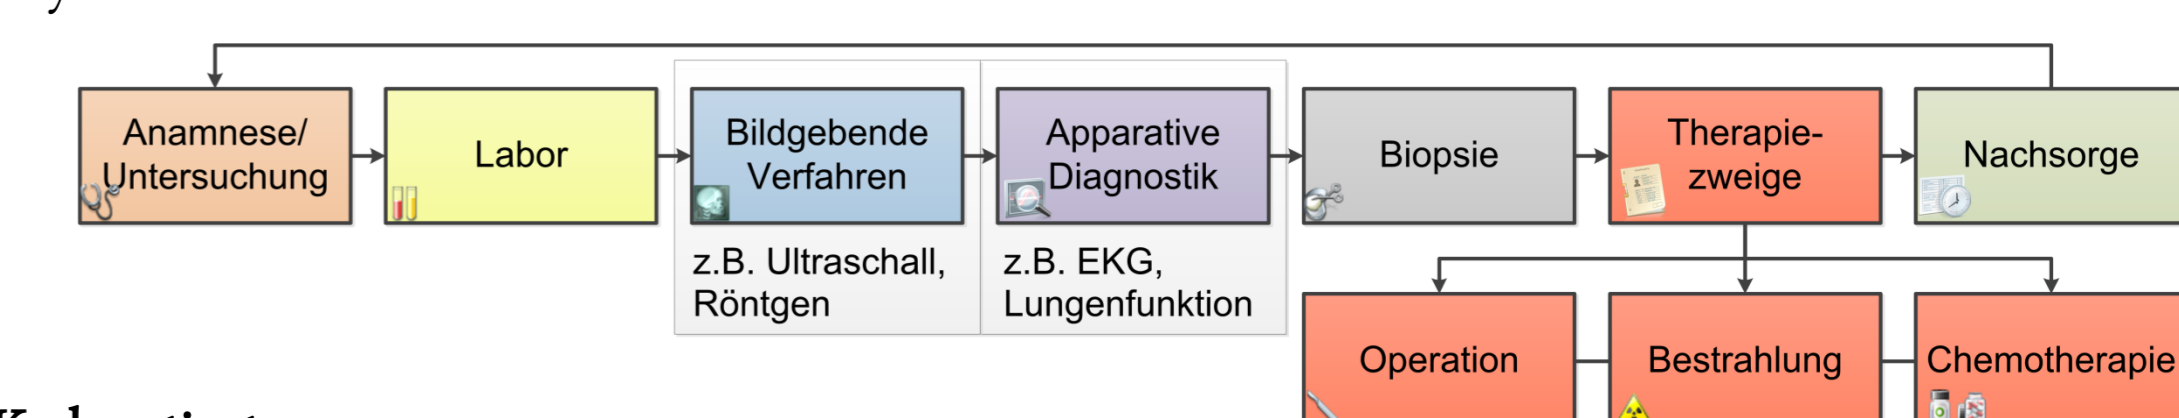 Anamnese/
Untersuchung
Labor
Bildgebende
Verfahren
z.B. Ultraschall,
Röntgen
Apparative
Diagnostik
z.B. EKG,
Lungenfunktion
Biopsie
Therapie-
zweige
Nachsorge
Operation
Bestrahlung
Chemotherapie